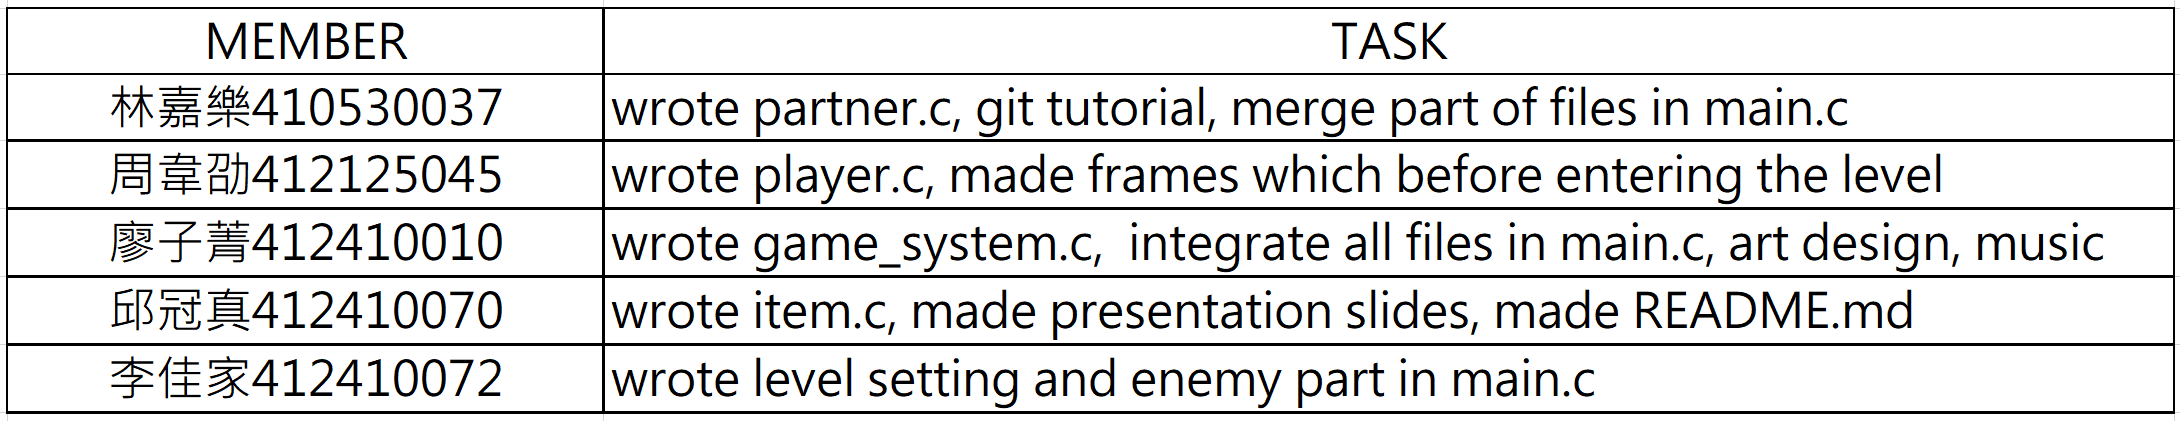 MEMBER TASK
林嘉樂410530037 wrote partner.c, git tutorial, merge part of files in main.c
周韋劭412125045 wrote player.c, made frames which before entering the level
廖子菁412410010 wrote game_system.c,  integrate all files in main.c, art design, music
邱冠真412410070 wrote item.c, made presentation slides, made README.md
李佳家412410072 wrote level setting and enemy part in main.c